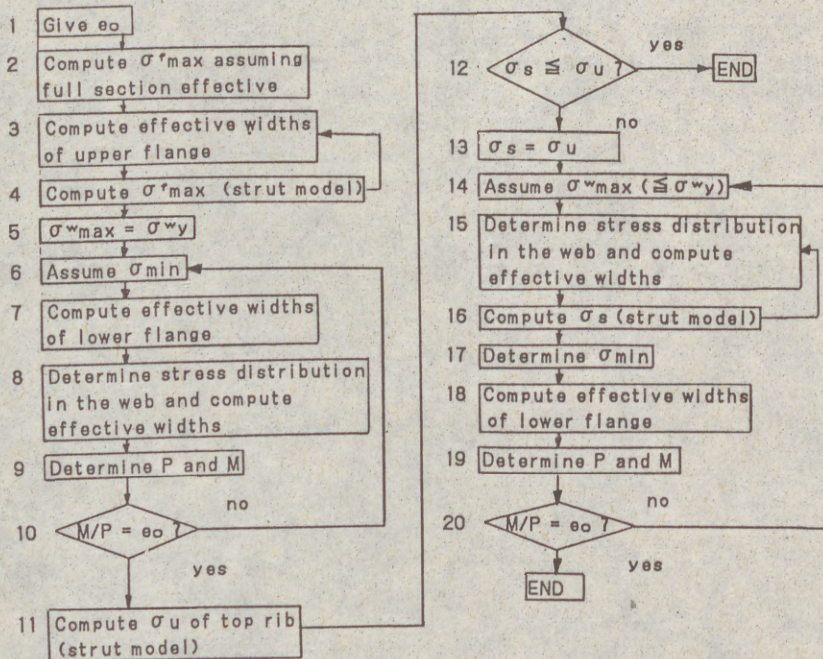 1 Give eo
2 Compute σᶠmax assuming
full section effective
3 Compute effective widths
of upper flange
4 Compute σᶠmax (strut model)
5 σʷmax = σʷy
6 Assume σmin
7 Compute effective widths
of lower flange
8 Determine stress distribution
in the web and compute
effective widths
9 Determine P and M
no
10 M/P = eo ?
yes
11 Compute σu of top rib
(strut model)
yes
12 σs ≦ σu ?
END
no
13 σs = σu
14 Assume σʷmax (≦ σʷy)
15 Determine stress distribution
in the web and compute
effective widths
16 Compute σs (strut model)
17 Determine σmin
18 Compute effective widths
of lower flange
19 Determine P and M
no
20 M/P = eo ?
yes
END